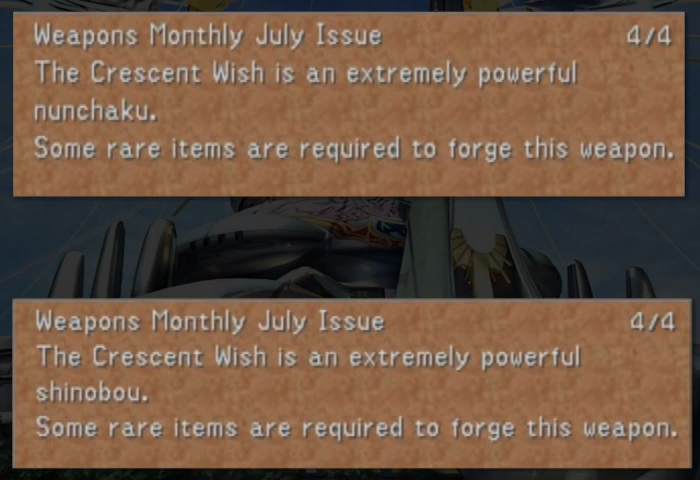 Weapons Monthly July Issue 4/4
The Crescent Wish is an extremely powerful
nunchaku.
Some rare items are required to forge this weapon.
Weapons Monthly July Issue 4/4
The Crescent Wish is an extremely powerful
shinobou.
Some rare items are required to forge this weapon.